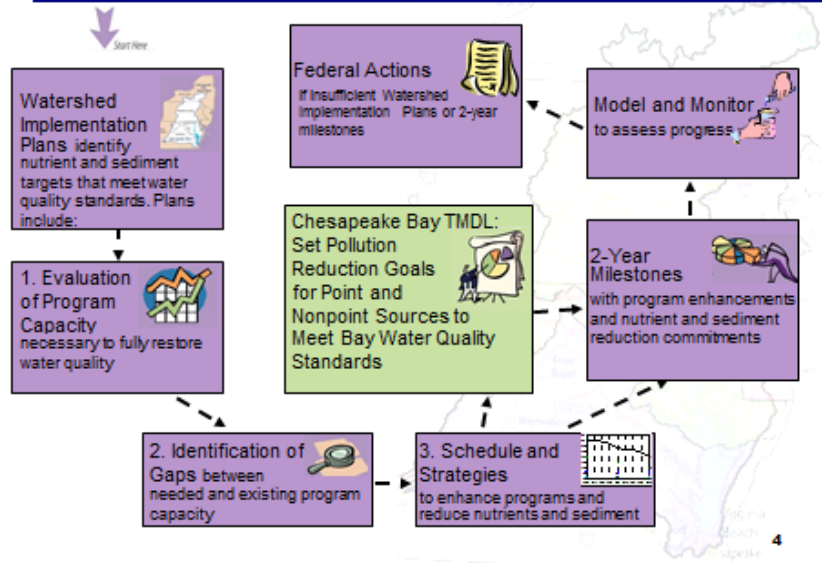 Start Here
Watershed
Implementation
Plans identify
nutrient and sediment
targets that meet water
quality standards. Plans
include:
1. Evaluation
of Program
Capacity
necessary to fully restore
water quality
2. Identification of
Gaps between
needed and existing program
capacity
3. Schedule and
Strategies
to enhance programs and
reduce nutrients and sediment
Chesapeake Bay TMDL:
Set Pollution
Reduction Goals
for Point and
Nonpoint Sources to
Meet Bay Water Quality
Standards
2-Year
Milestones
with program enhancements
and nutrient and sediment
reduction commitments
Model and Monitor
to assess progress
Federal Actions
If Insufficient Watershed
Implementation Plans or 2-year
milestones
4